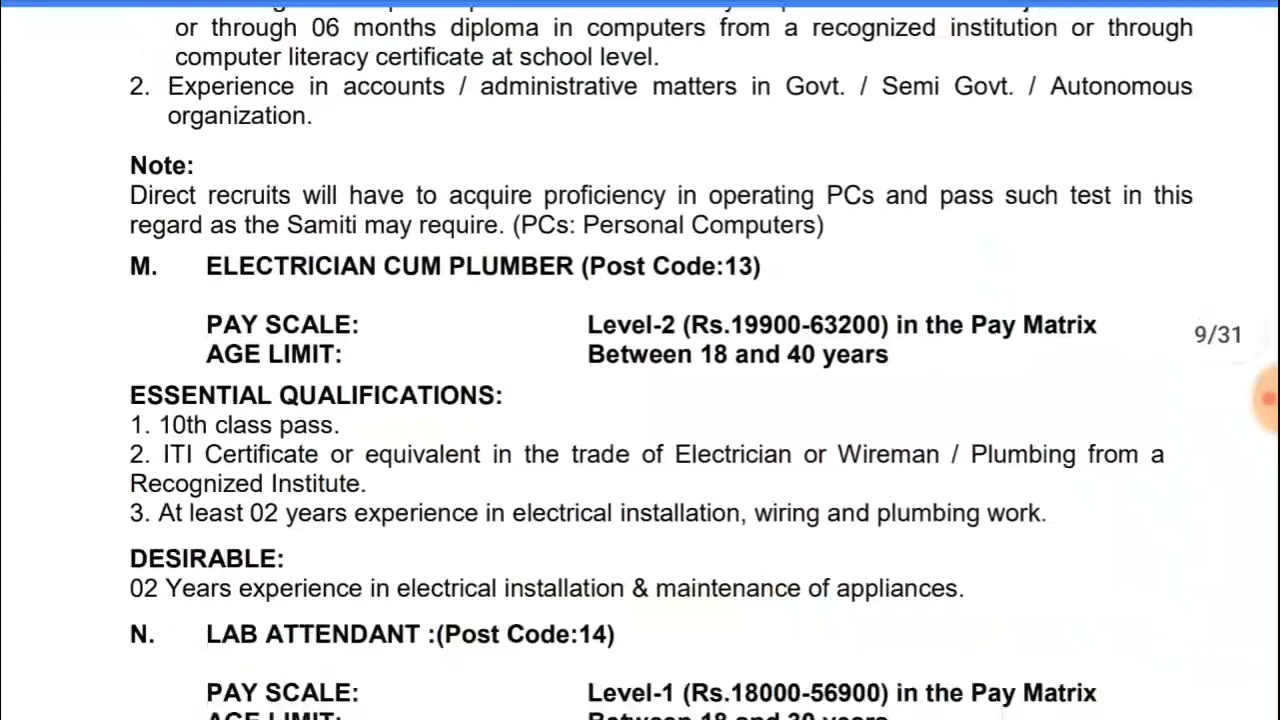 or through 06 months diploma in computers from a recognized institution or through
computer literacy certificate at school level.
2. Experience in accounts / administrative matters in Govt. / Semi Govt. / Autonomous
organization.
Note:
Direct recruits will have to acquire proficiency in operating PCs and pass such test in this
regard as the Samiti may require. (PCs: Personal Computers)
M. ELECTRICIAN CUM PLUMBER (Post Code:13)
PAY SCALE: Level-2 (Rs.19900-63200) in the Pay Matrix
9/31
AGE LIMIT: Between 18 and 40 years
ESSENTIAL QUALIFICATIONS:
1. 10th class pass.
2. ITI Certificate or equivalent in the trade of Electrician or Wireman / Plumbing from a
Recognized Institute.
3. At least 02 years experience in electrical installation, wiring and plumbing work.
DESIRABLE:
02 Years experience in electrical installation & maintenance of appliances.
N. LAB ATTENDANT :(Post Code:14)
PAY SCALE: Level-1 (Rs.18000-56900) in the Pay Matrix
AGE LIMIT: Between 18 and 30 years